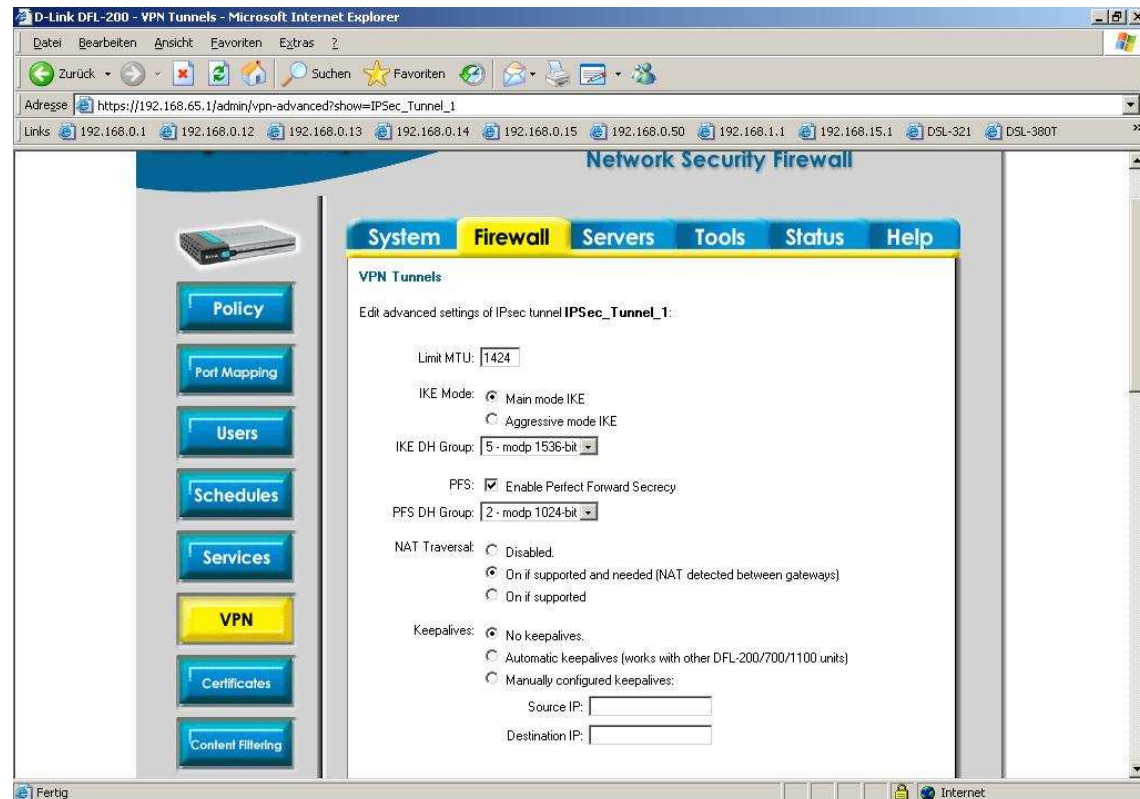 D-Link DFL-200 - VPN Tunnels - Microsoft Internet Explorer
Datei Bearbeiten Ansicht Favoriten Extras ?
Zurück Suchen Favoriten
Adresse https://192.168.65.1/admin/vpn-advanced?show=IPSec_Tunnel_1
Links 192.168.0.1 192.168.0.12 192.168.0.13 192.168.0.14 192.168.0.15 192.168.0.50 192.168.1.1 192.168.15.1 DSL-321 DSL-380T »
Network Security Firewall
System Firewall Servers Tools Status Help
Policy
Port Mapping
Users
Schedules
Services
VPN
Certificates
Content Filtering
VPN Tunnels
Edit advanced settings of IPsec tunnel IPSec_Tunnel_1:
Limit MTU: 1424
IKE Mode: Main mode IKE
Aggressive mode IKE
IKE DH Group: 5 - modp 1536-bit
PFS: Enable Perfect Forward Secrecy
PFS DH Group: 2 - modp 1024-bit
NAT Traversal: Disabled.
On if supported and needed (NAT detected between gateways)
On if supported
Keepalives: No keepalives.
Automatic keepalives (works with other DFL-200/700/1100 units)
Manually configured keepalives:
Source IP:
Destination IP:
Fertig Internet